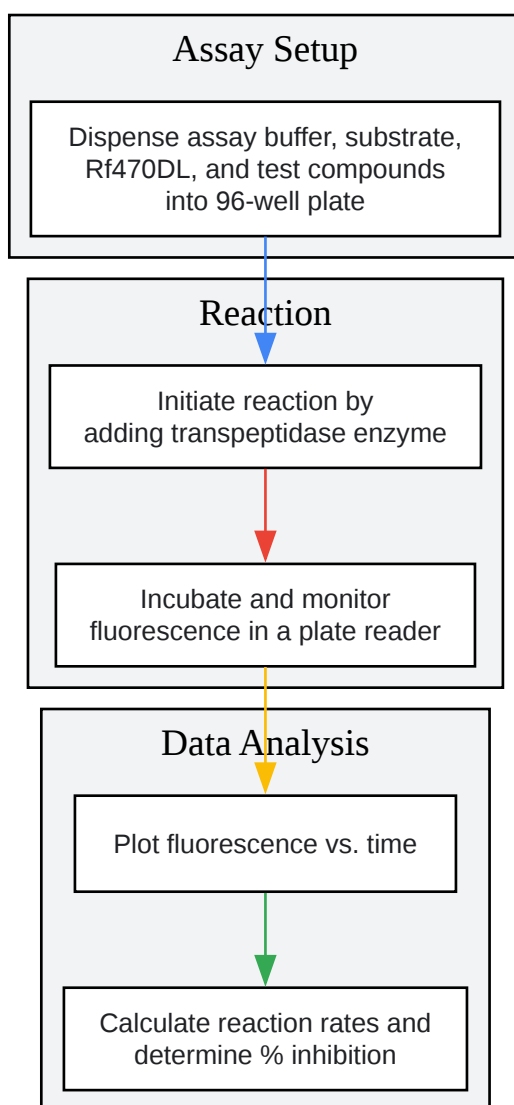 Assay Setup
Dispense assay buffer, substrate,
Rf470DL, and test compounds
into 96-well plate
Reaction
Initiate reaction by
adding transpeptidase enzyme
Incubate and monitor
fluorescence in a plate reader
Data Analysis
Plot fluorescence vs. time
Calculate reaction rates and
determine % inhibition